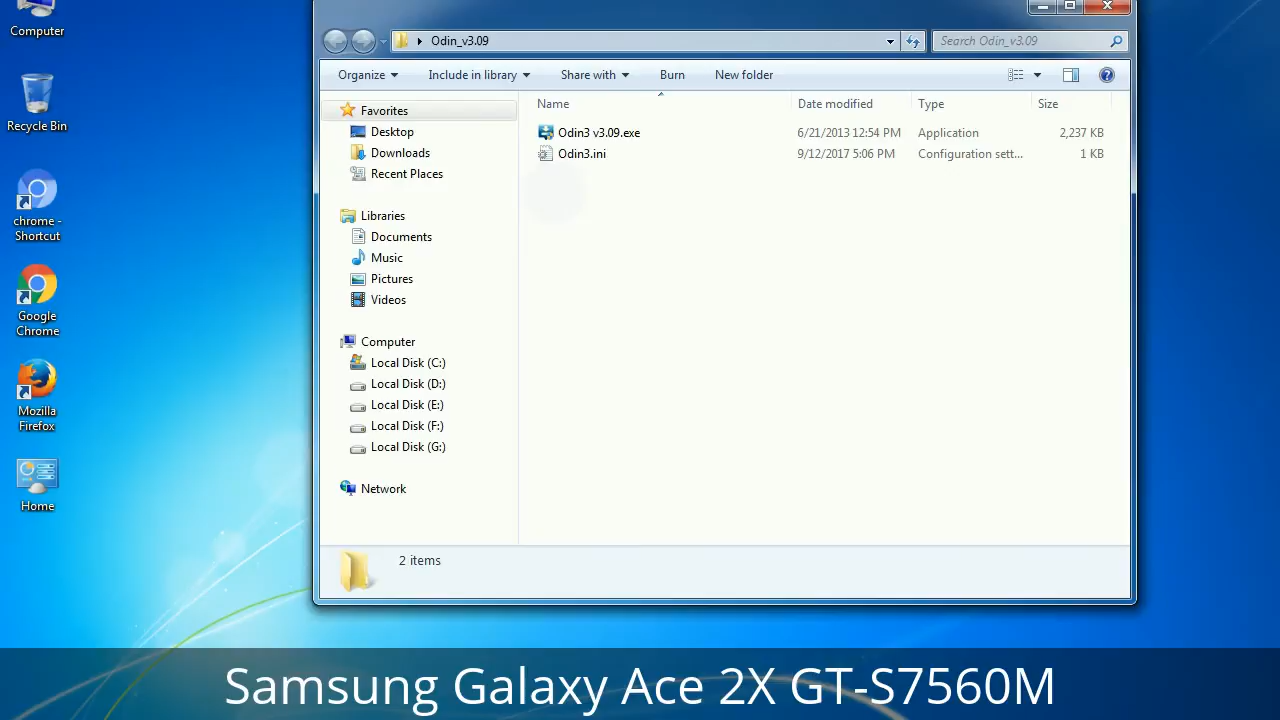 Computer
Recycle Bin
chrome -
Shortcut
Google
Chrome
Mozilla
Firefox
Home
Odin_v3.09
Search Odin_v3.09
Organize
Include in library
Share with
Burn
New folder
Name
Date modified
Type
Size
Odin3 v3.09.exe
6/21/2013 12:54 PM
Application
2,237 KB
Odin3.ini
9/12/2017 5:06 PM
Configuration sett...
1 KB
Favorites
Desktop
Downloads
Recent Places
Libraries
Documents
Music
Pictures
Videos
Computer
Local Disk (C:)
Local Disk (D:)
Local Disk (E:)
Local Disk (F:)
Local Disk (G:)
Network
2 items
Samsung Galaxy Ace 2X GT-S7560M